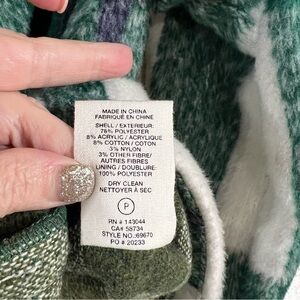 MADE IN CHINA
FABRIQUÉ EN CHINE
SHELL / EXTERIEUR:
78% POLYESTER
8% ACRYLIC / ACRYLIQUE
8% COTTON / COTON
3% NYLON
3% OTHER FIBRE/
AUTRES FIBRES
LINING / DOUBLURE:
100% POLYESTER
DRY CLEAN
NETTOYER À SEC
P
RN # 143044
CA# 58734
STYLE NO.:69670
PO # 20233